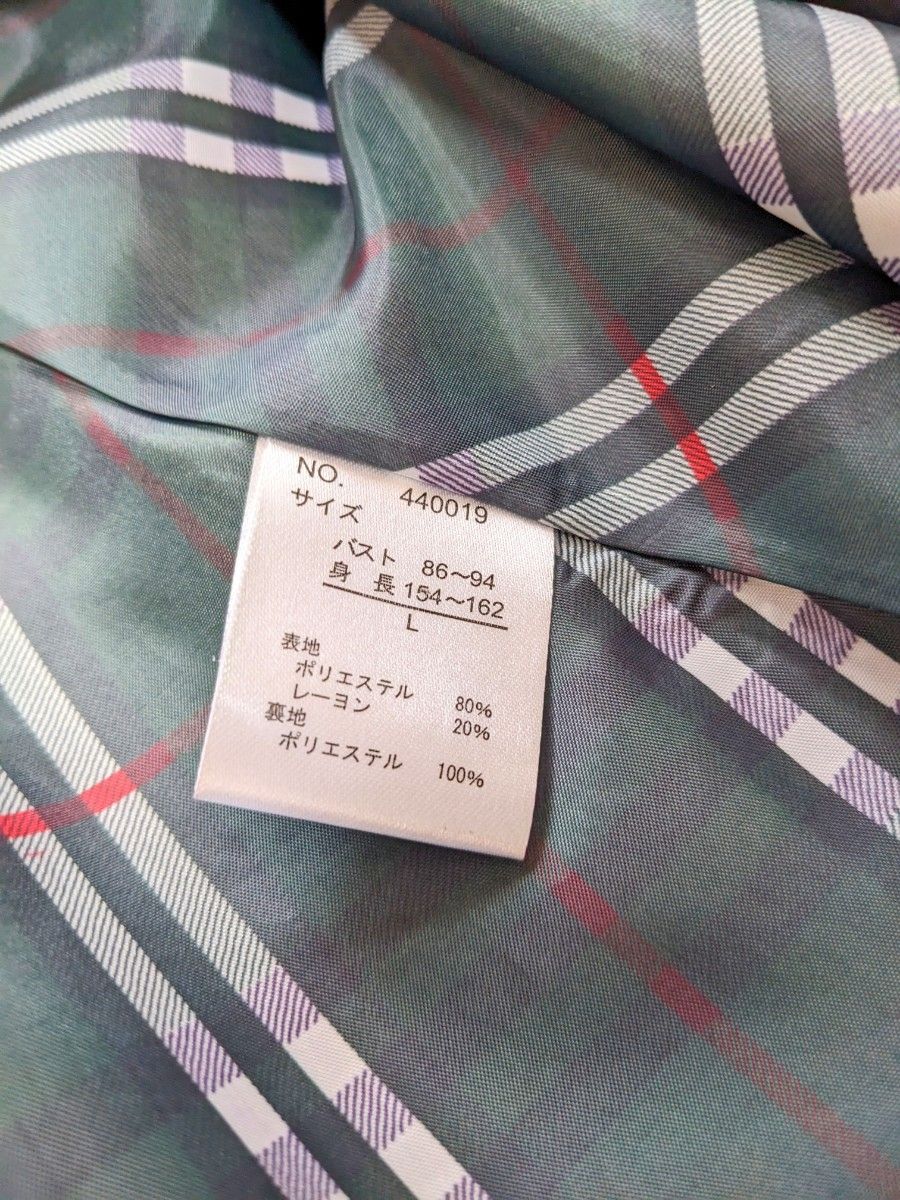 NO. 440019
サイズ
バスト 86～94
身 長 154～162
L
表地
ポリエステル 80%
レーヨン 20%
裏地
ポリエステル 100%